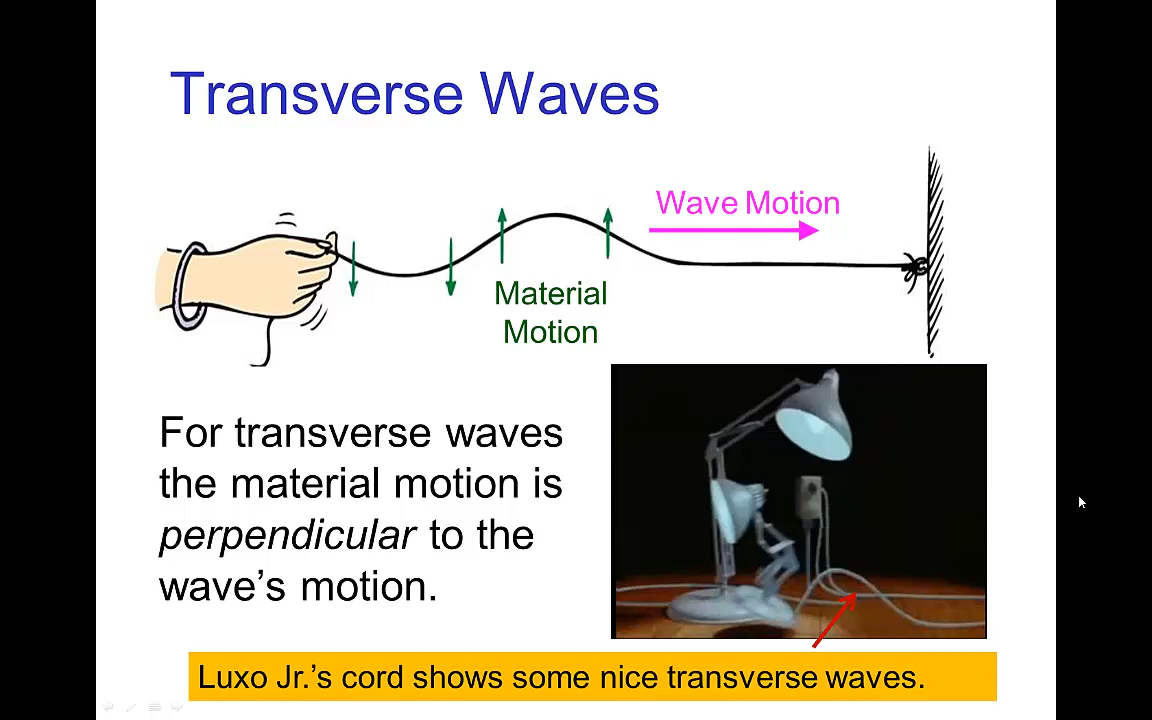 Transverse Waves
Wave Motion
Material
Motion
For transverse waves
the material motion is
perpendicular to the
wave’s motion.
Luxo Jr.’s cord shows some nice transverse waves.